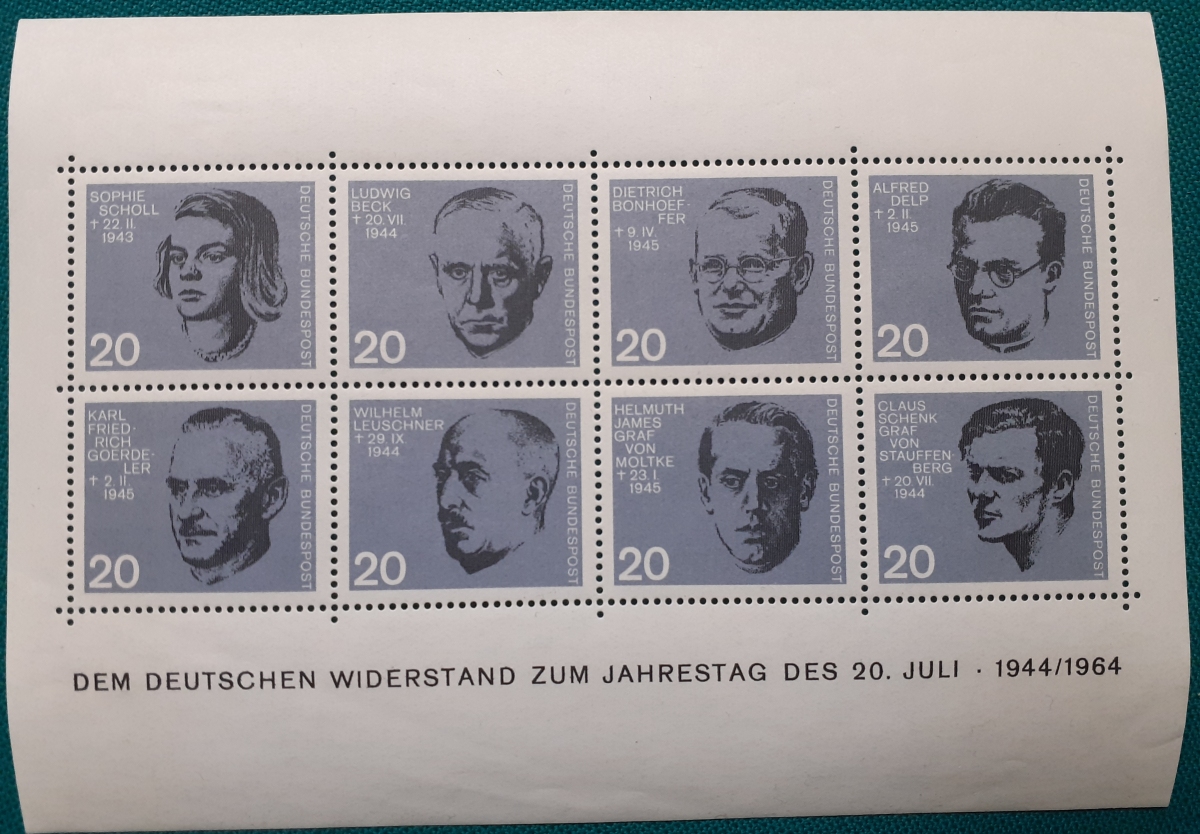 SOPHIE
SCHOLL
† 22. II.
1943
DEUTSCHE BUNDESPOST
20
LUDWIG
BECK
† 20. VII.
1944
DEUTSCHE BUNDESPOST
20
DIETRICH
BONHOEF-
FER
† 9. IV.
1945
DEUTSCHE BUNDESPOST
20
ALFRED
DELP
† 2. II.
1945
DEUTSCHE BUNDESPOST
20
KARL
FRIED-
RICH
GOERDE-
LER
† 2. II.
1945
DEUTSCHE BUNDESPOST
20
WILHELM
LEUSCHNER
† 29. IX
1944
DEUTSCHE BUNDESPOST
20
HELMUTH
JAMES
GRAF
VON
MOLTKE
† 23. I.
1945
DEUTSCHE BUNDESPOST
20
CLAUS
SCHENK
GRAF
VON
STAUFFEN-
BERG
† 20. VII.
1944
DEUTSCHE BUNDESPOST
20
DEM DEUTSCHEN WIDERSTAND ZUM JAHRESTAG DES 20. JULI · 1944/1964